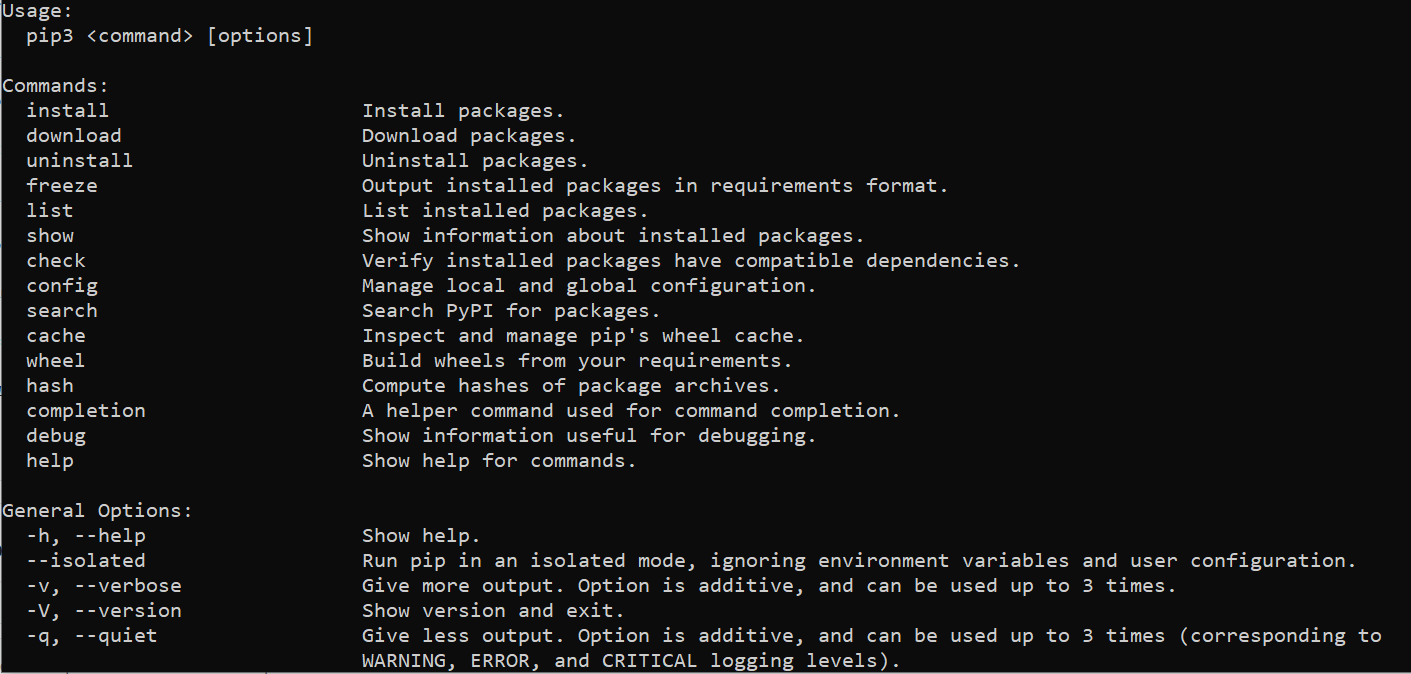 Usage:
  pip3 <command> [options]

Commands:
  install                     Install packages.
  download                    Download packages.
  uninstall                   Uninstall packages.
  freeze                      Output installed packages in requirements format.
  list                        List installed packages.
  show                        Show information about installed packages.
  check                       Verify installed packages have compatible dependencies.
  config                      Manage local and global configuration.
  search                      Search PyPI for packages.
  cache                       Inspect and manage pip's wheel cache.
  wheel                       Build wheels from your requirements.
  hash                        Compute hashes of package archives.
  completion                  A helper command used for command completion.
  debug                       Show information useful for debugging.
  help                        Show help for commands.

General Options:
  -h, --help                  Show help.
  --isolated                  Run pip in an isolated mode, ignoring environment variables and user configuration.
  -v, --verbose               Give more output. Option is additive, and can be used up to 3 times.
  -V, --version               Show version and exit.
  -q, --quiet                 Give less output. Option is additive, and can be used up to 3 times (corresponding to
                              WARNING, ERROR, and CRITICAL logging levels).